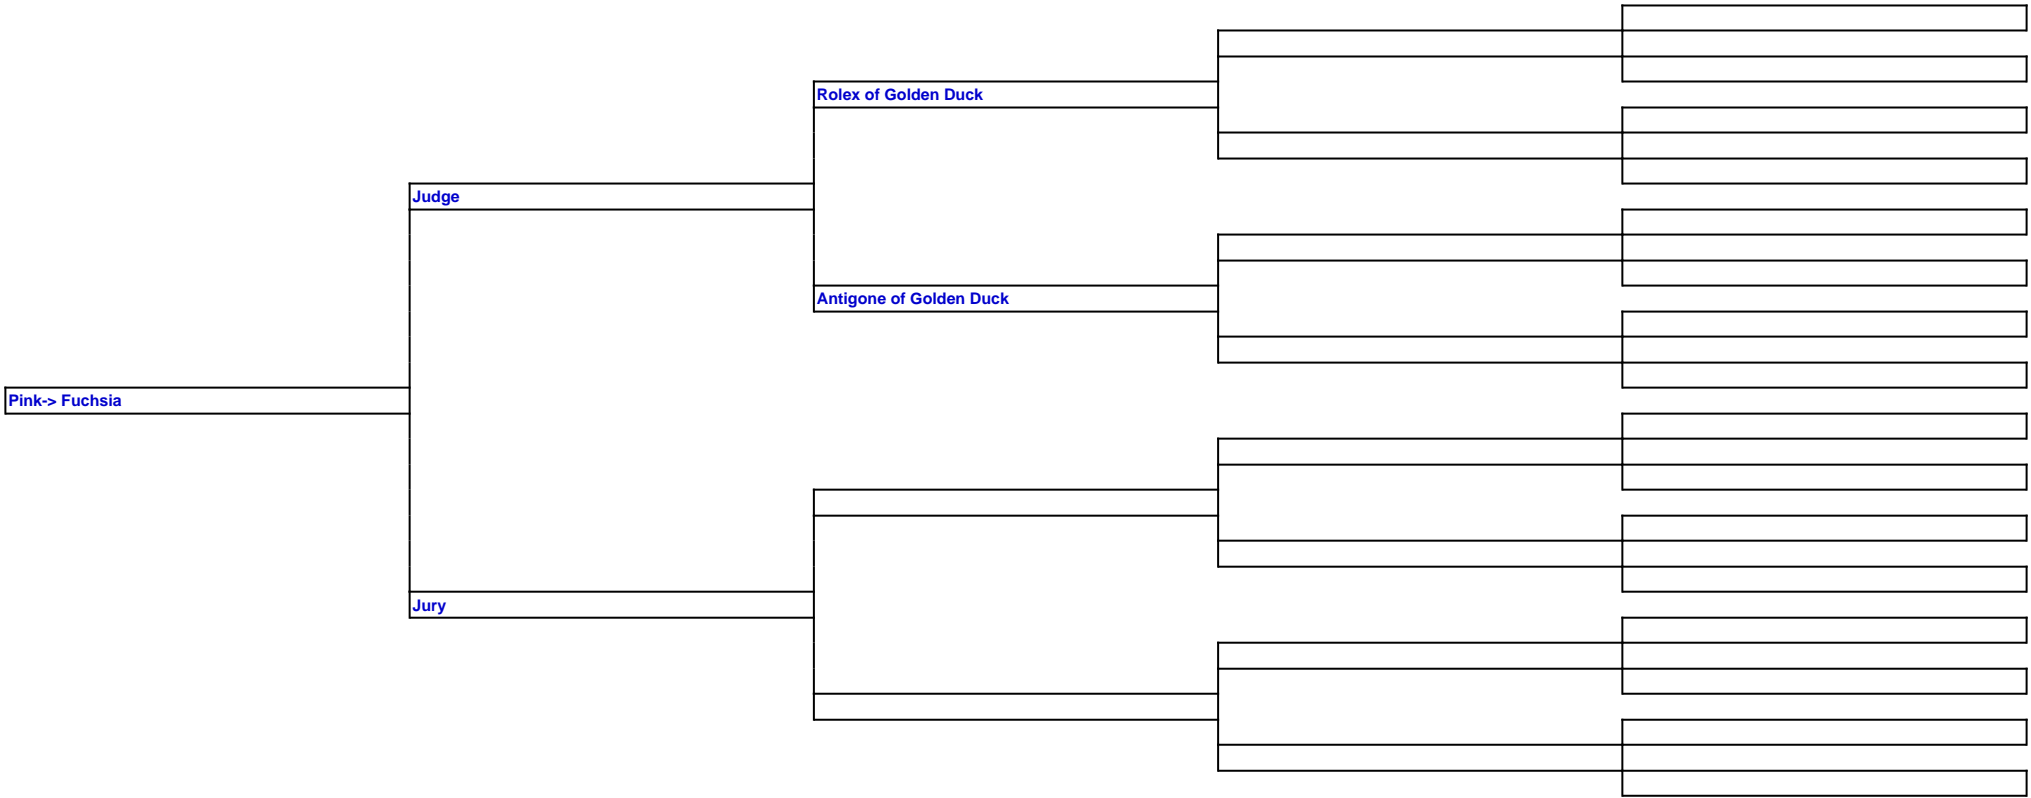 Rolex of Golden Duck
Judge
Antigone of Golden Duck
Pink-> Fuchsia
Jury